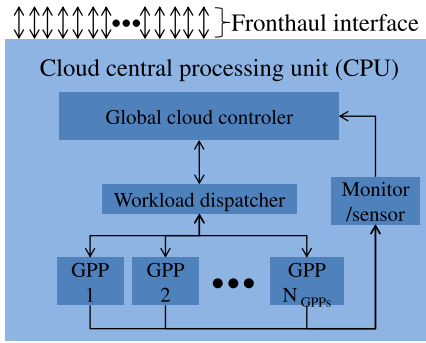 Fronthaul interface
Cloud central processing unit (CPU)
Global cloud controler
Workload dispatcher
Monitor
/sensor
GPP
1
GPP
2
GPP
N GPPs